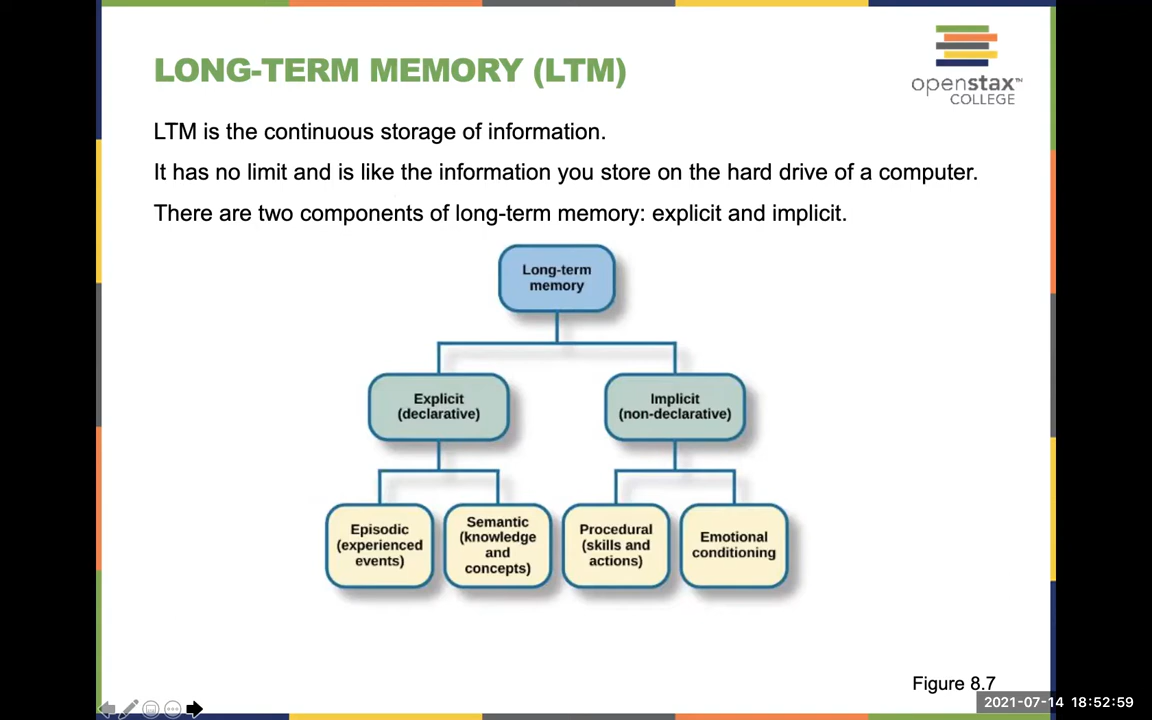 LONG-TERM MEMORY (LTM)
openstax™
COLLEGE
LTM is the continuous storage of information.
It has no limit and is like the information you store on the hard drive of a computer.
There are two components of long-term memory: explicit and implicit.
Long-term
memory
Explicit
(declarative)
Implicit
(non-declarative)
Episodic
(experienced
events)
Semantic
(knowledge
and
concepts)
Procedural
(skills and
actions)
Emotional
conditioning
Figure 8.7
2021-07-14 18:52:59